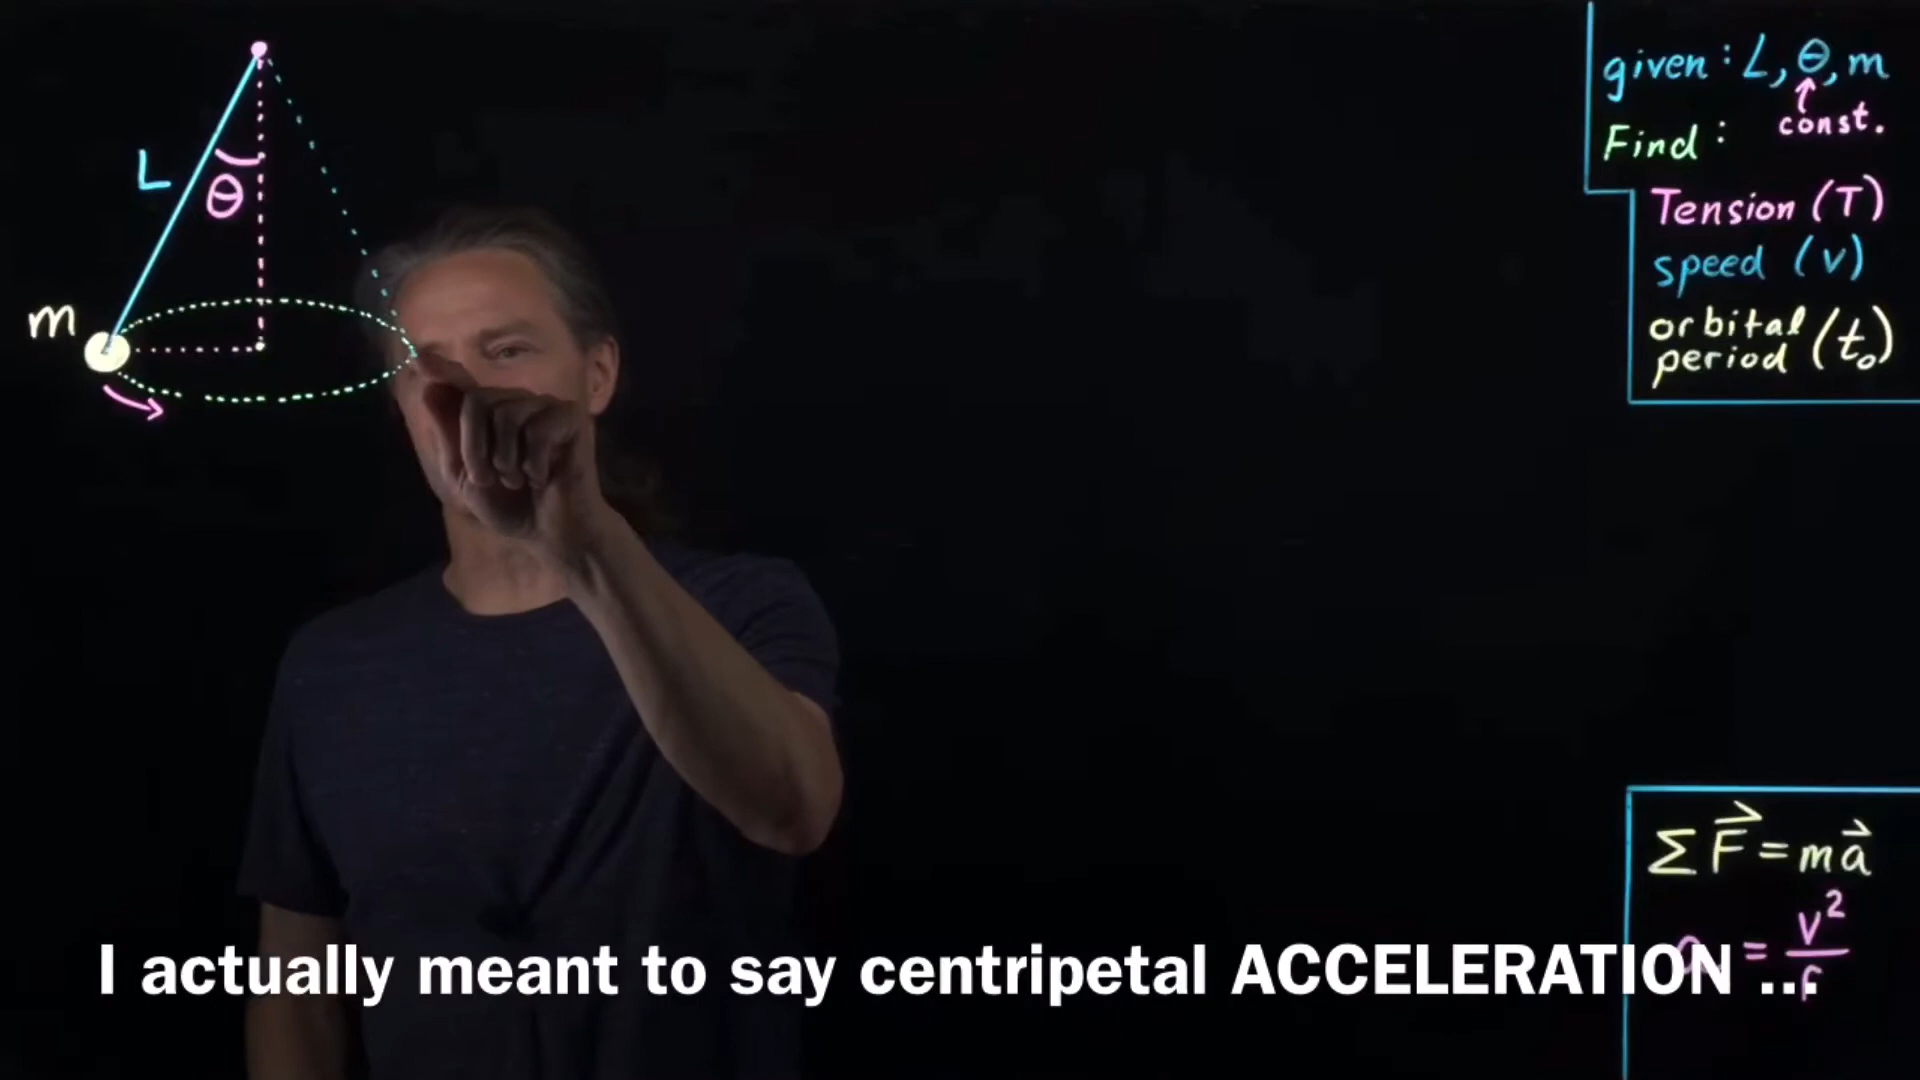 L
θ
m
given: L, θ, m
↑
const.
Find:
Tension (T)
speed (v)
orbital
period (t₀)
ΣF⃗ = ma⃗
= v²/r
I actually meant to say centripetal ACCELERATION ...